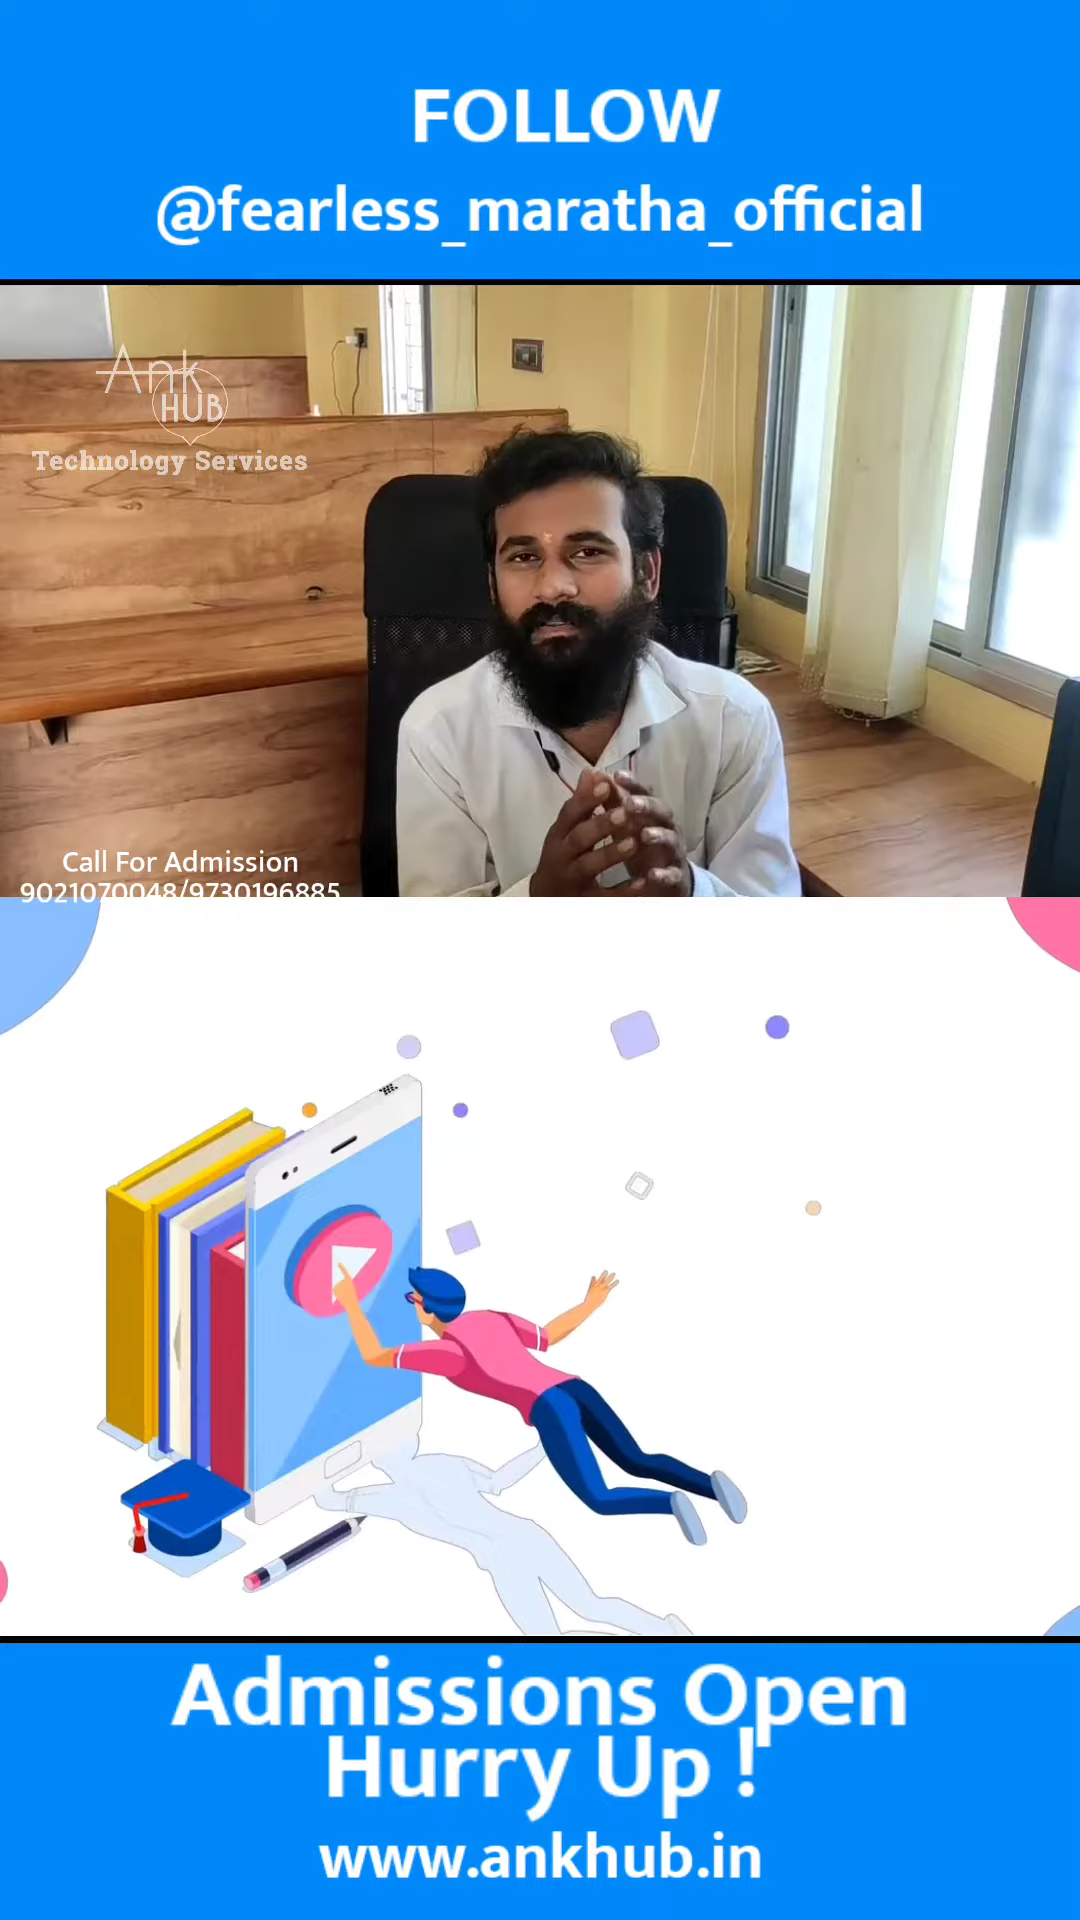 FOLLOW
@fearless_maratha_official
Ank
HUB
Technology Services
Call For Admission
9021070048/9730196885
Admissions Open
Hurry Up !
www.ankhub.in